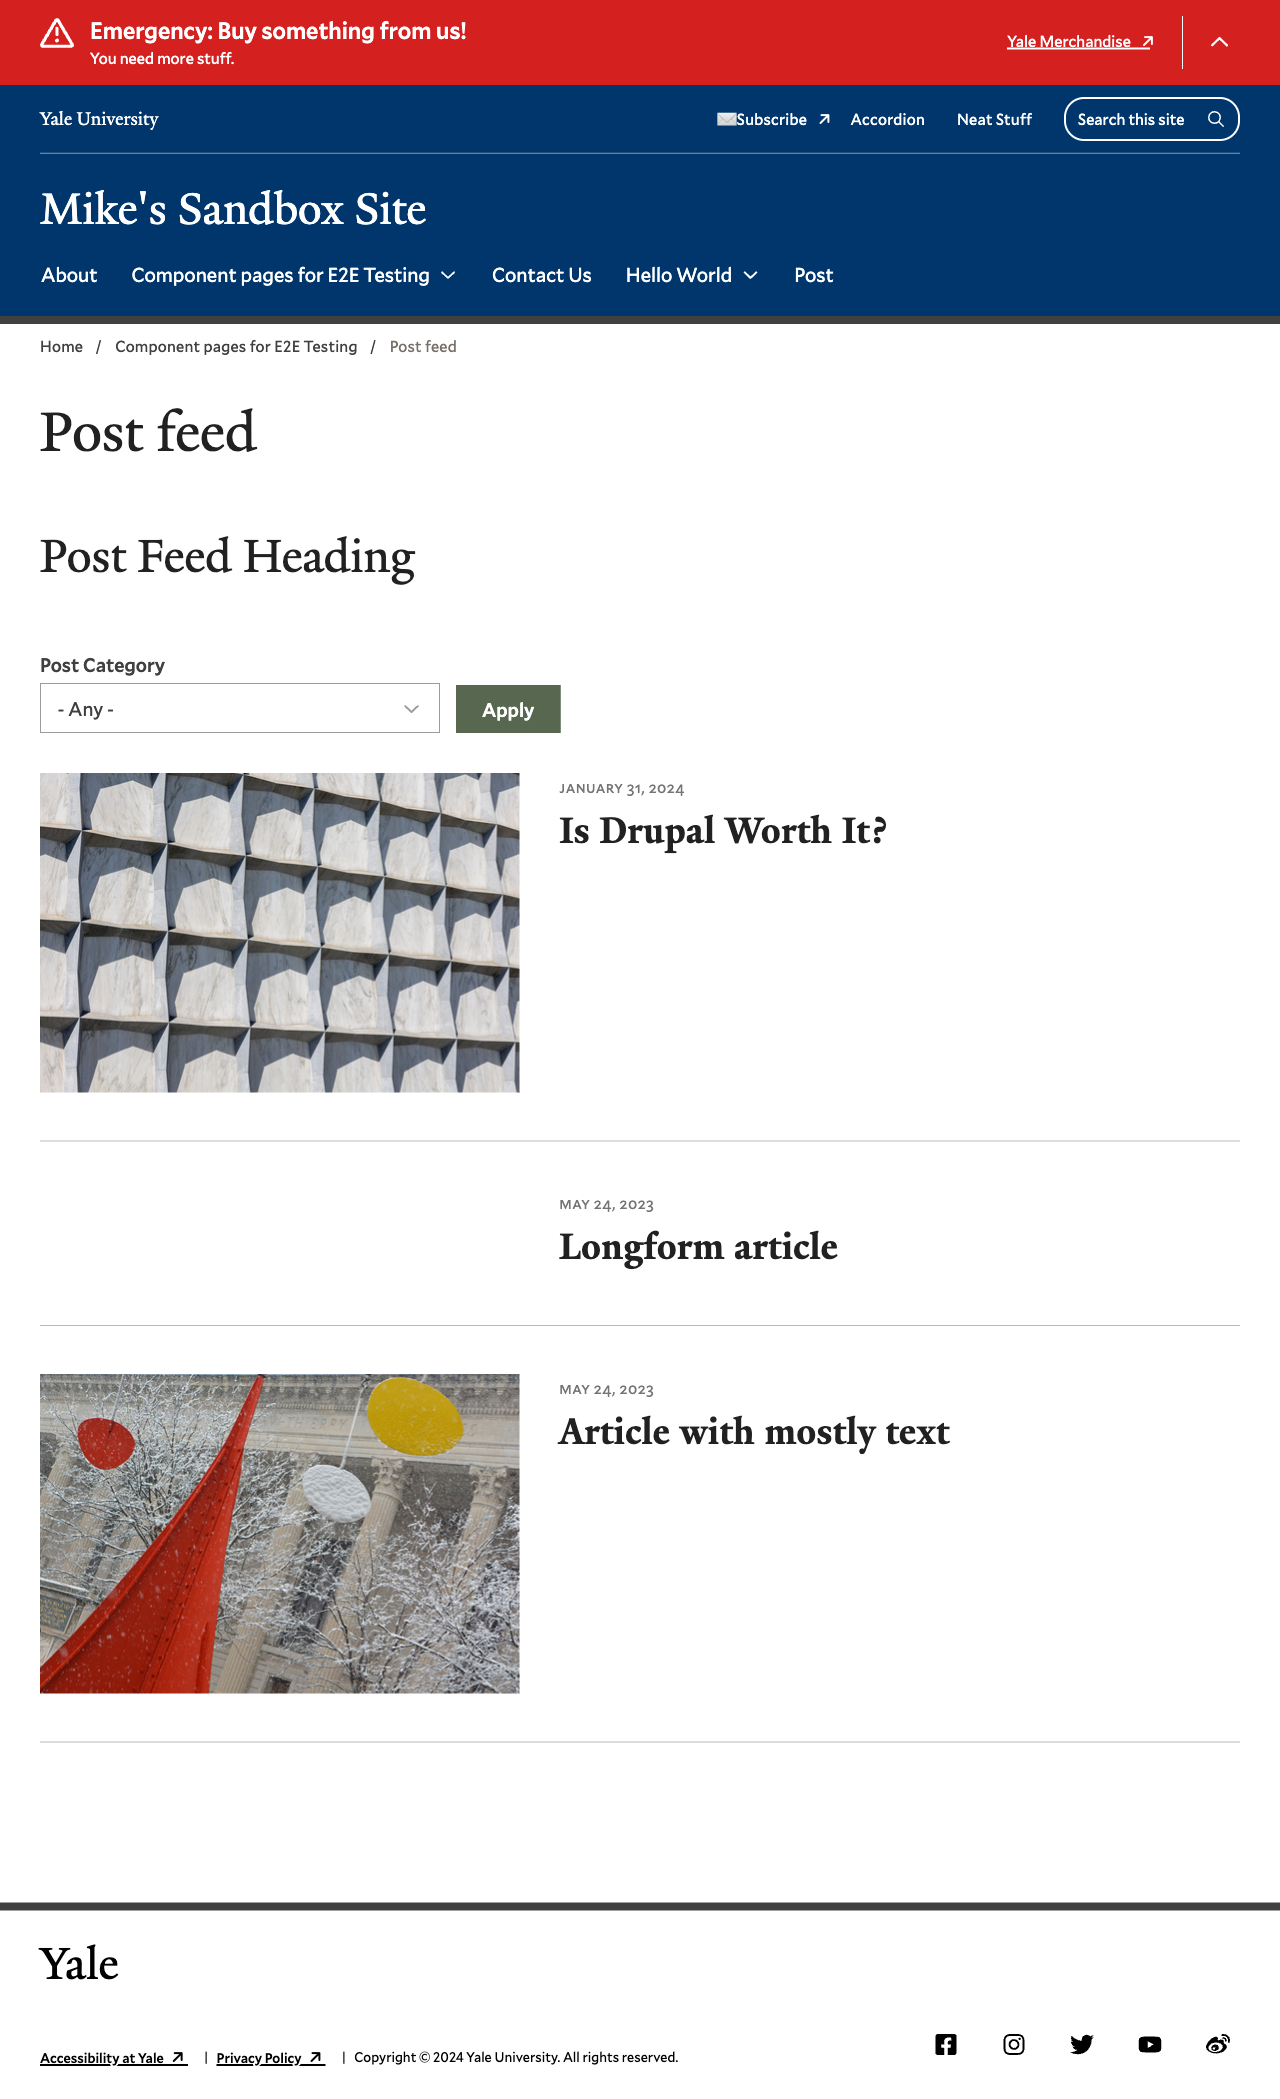 Emergency: Buy something from us!
You need more stuff.
Yale Merchandise
Yale University
Subscribe
Accordion
Neat Stuff
Search this site
Mike's Sandbox Site
About
Component pages for E2E Testing
Contact Us
Hello World
Post
Home / Component pages for E2E Testing / Post feed
Post feed
Post Feed Heading
Post Category
- Any -
Apply
JANUARY 31, 2024
Is Drupal Worth It?
MAY 24, 2023
Longform article
MAY 24, 2023
Article with mostly text
Yale
Accessibility at Yale | Privacy Policy | Copyright © 2024 Yale University. All rights reserved.